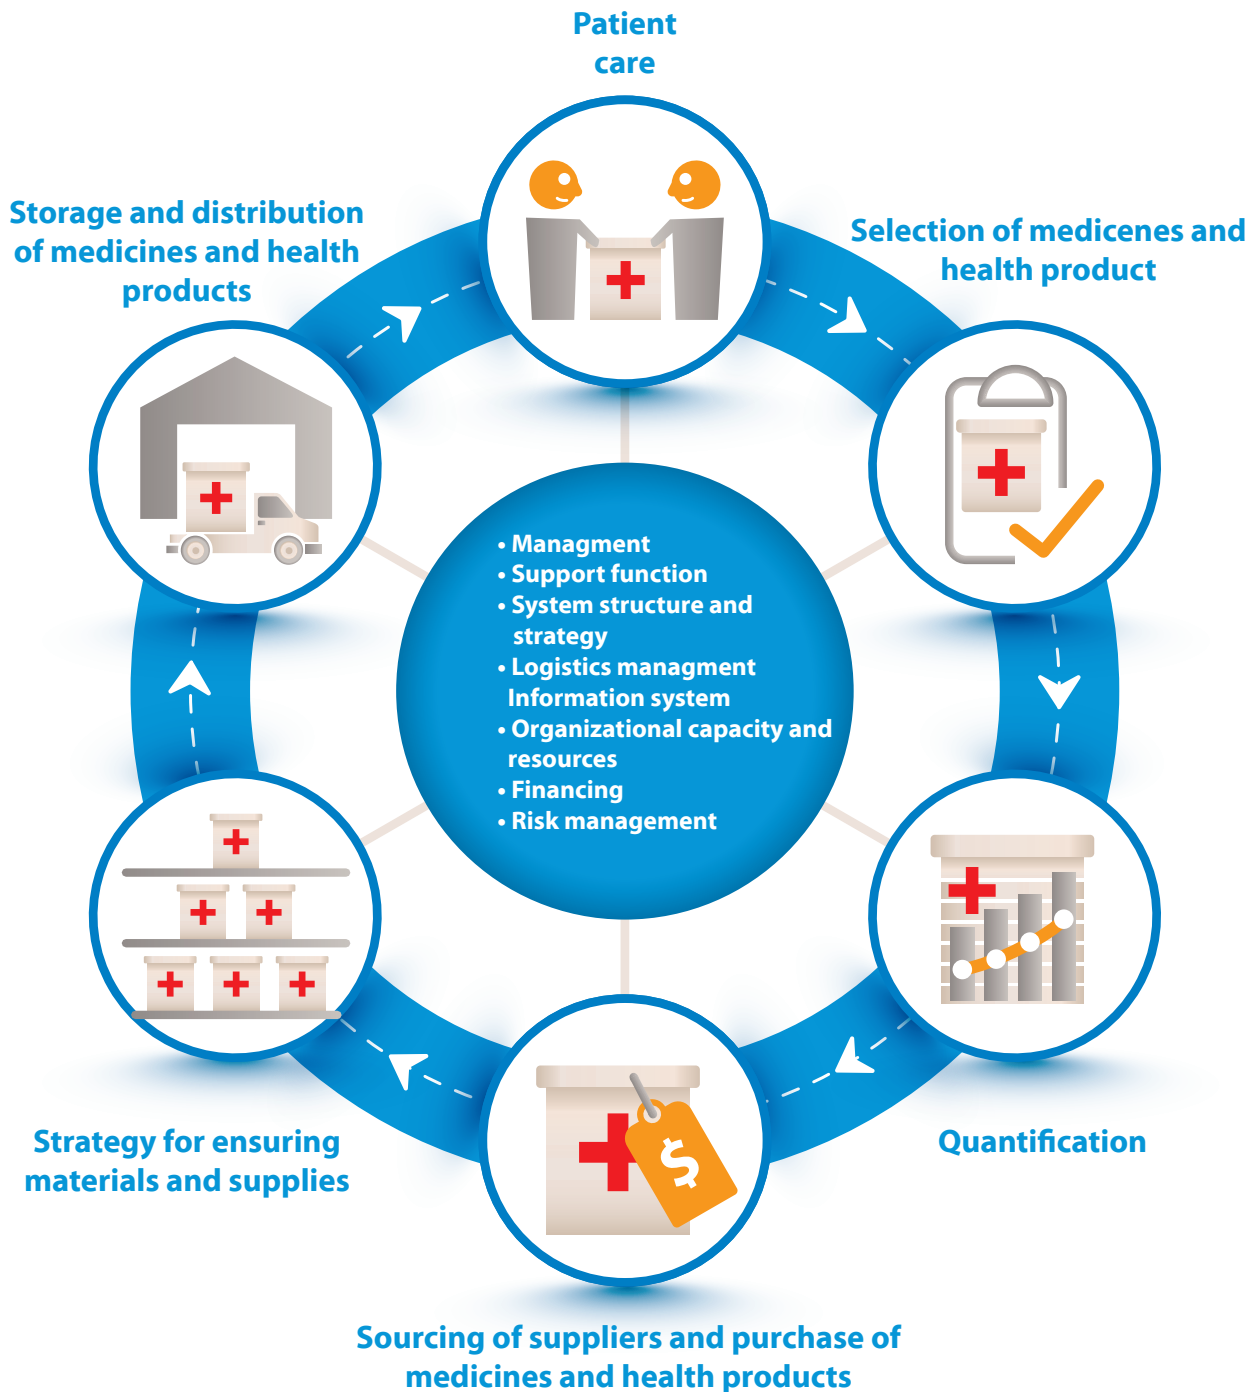 Patient
care
Storage and distribution
of medicines and health
products
Selection of medicenes and
health product
• Managment
• Support function
• System structure and
strategy
• Logistics managment
Information system
• Organizational capacity and
resources
• Financing
• Risk management
Strategy for ensuring
materials and supplies
$
Quantification
Sourcing of suppliers and purchase of
medicines and health products